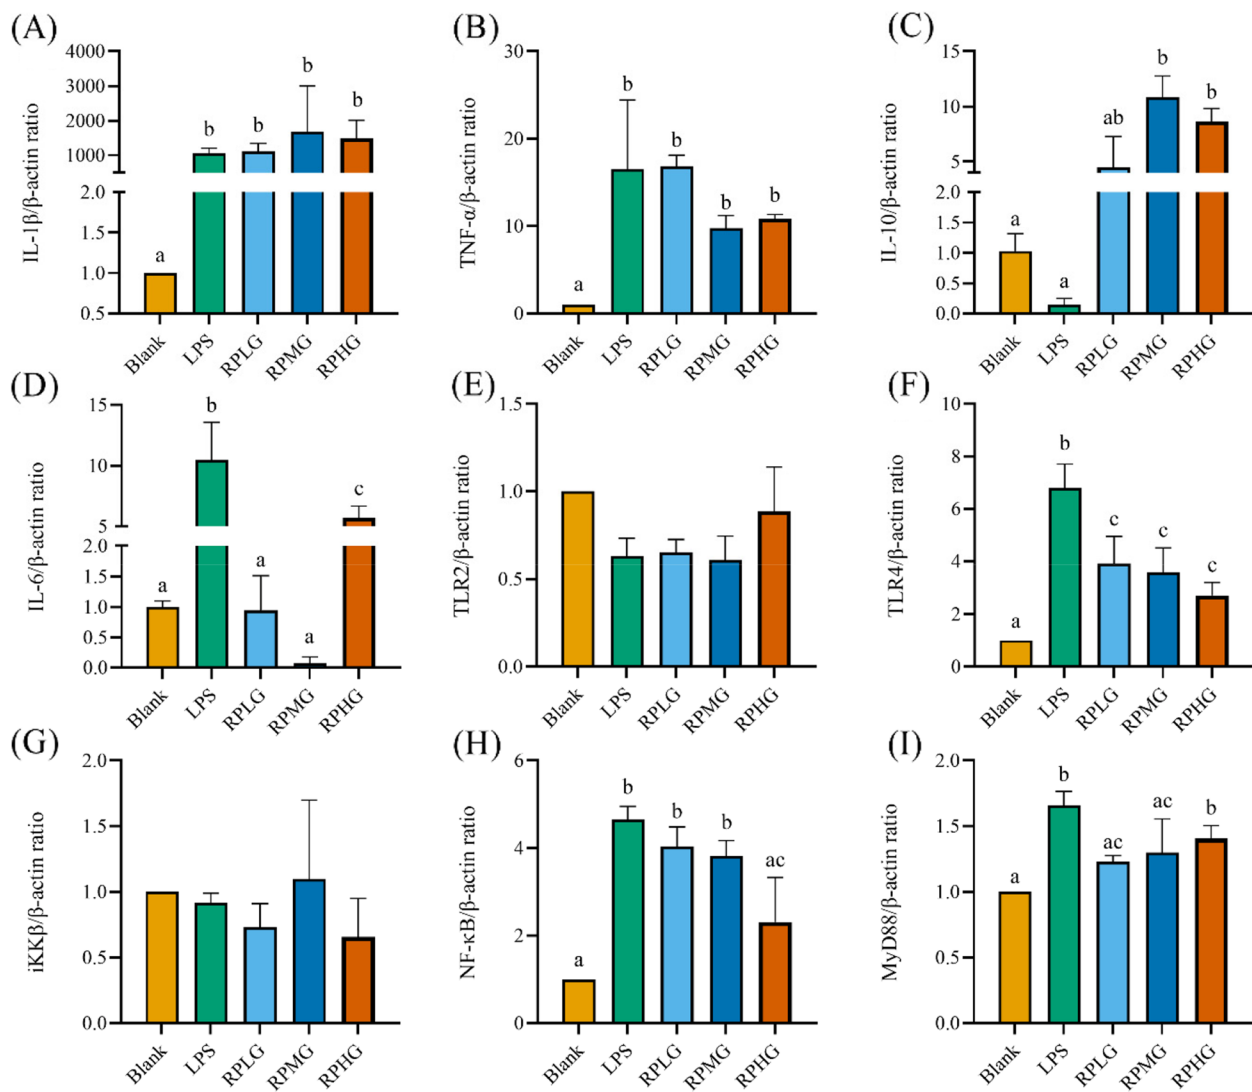 (A)
IL-1β/β-actin ratio
4000
3000
2000
1000
2.0
1.5
1.0
0.5
a
b
b
b
b
Blank
LPS
RPLG
RPMG
RPHG
(B)
TNF-α/β-actin ratio
30
20
10
0
a
b
b
b
b
Blank
LPS
RPLG
RPMG
RPHG
(C)
IL-10/β-actin ratio
15
10
5
2.0
1.5
1.0
0.5
0.0
a
a
ab
b
b
Blank
LPS
RPLG
RPMG
RPHG
(D)
IL-6/β-actin ratio
15
10
5
2.0
1.5
1.0
0.5
0.0
a
b
a
a
c
Blank
LPS
RPLG
RPMG
RPHG
(E)
TLR2/β-actin ratio
1.5
1.0
0.5
0.0
Blank
LPS
RPLG
RPMG
RPHG
(F)
TLR4/β-actin ratio
10
8
6
4
2
0
a
b
c
c
c
Blank
LPS
RPLG
RPMG
RPHG
(G)
iKKβ/β-actin ratio
2.0
1.5
1.0
0.5
0.0
Blank
LPS
RPLG
RPMG
RPHG
(H)
NF-κB/β-actin ratio
6
4
2
0
a
b
b
b
ac
Blank
LPS
RPLG
RPMG
RPHG
(I)
MyD88/β-actin ratio
2.0
1.5
1.0
0.5
0.0
a
b
ac
ac
b
Blank
LPS
RPLG
RPMG
RPHG